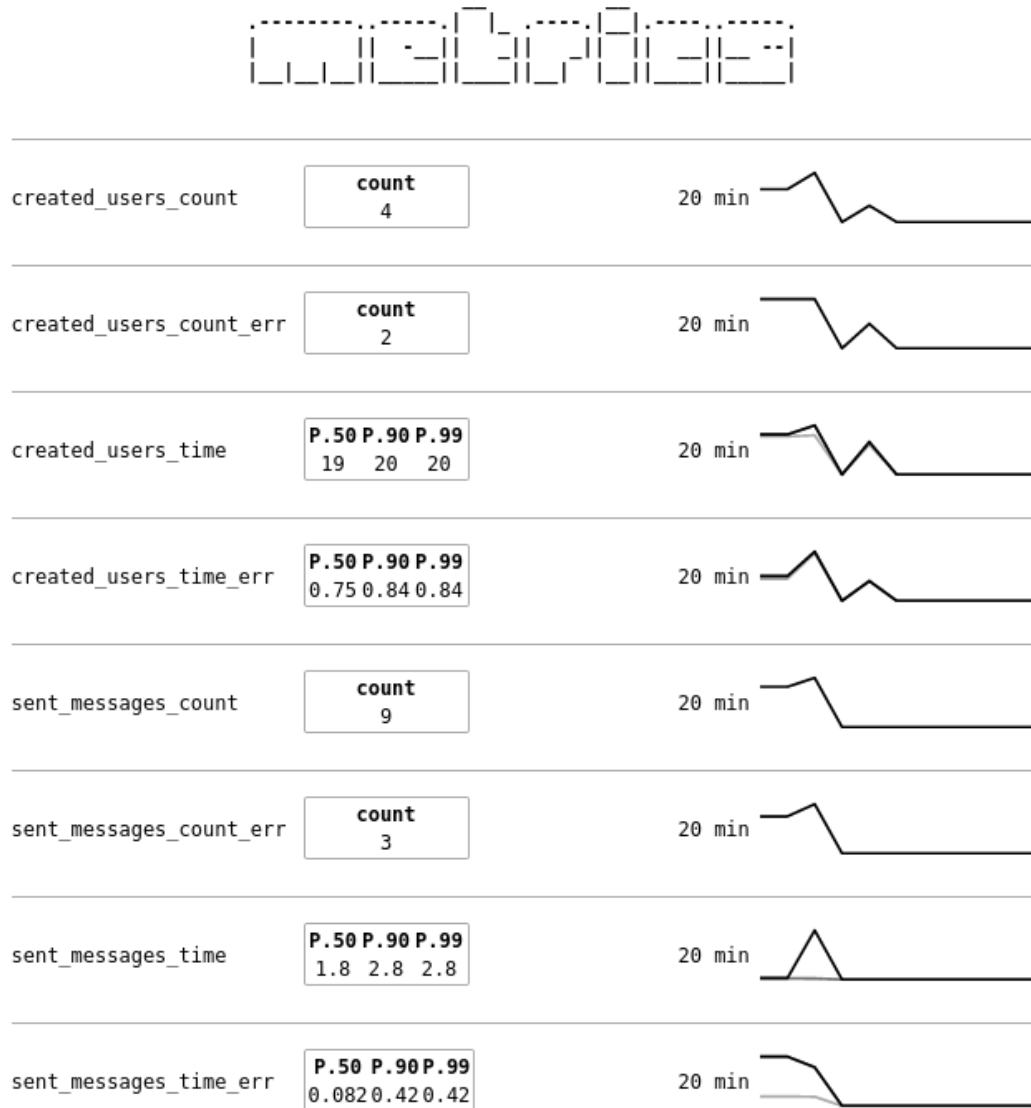 metrics
created_users_count count 20 min
4
created_users_count_err count 20 min
2
created_users_time P.50 P.90 P.99 20 min
19 20 20
created_users_time_err P.50 P.90 P.99 20 min
0.75 0.84 0.84
sent_messages_count count 20 min
9
sent_messages_count_err count 20 min
3
sent_messages_time P.50 P.90 P.99 20 min
1.8 2.8 2.8
sent_messages_time_err P.50 P.90 P.99 20 min
0.082 0.42 0.42